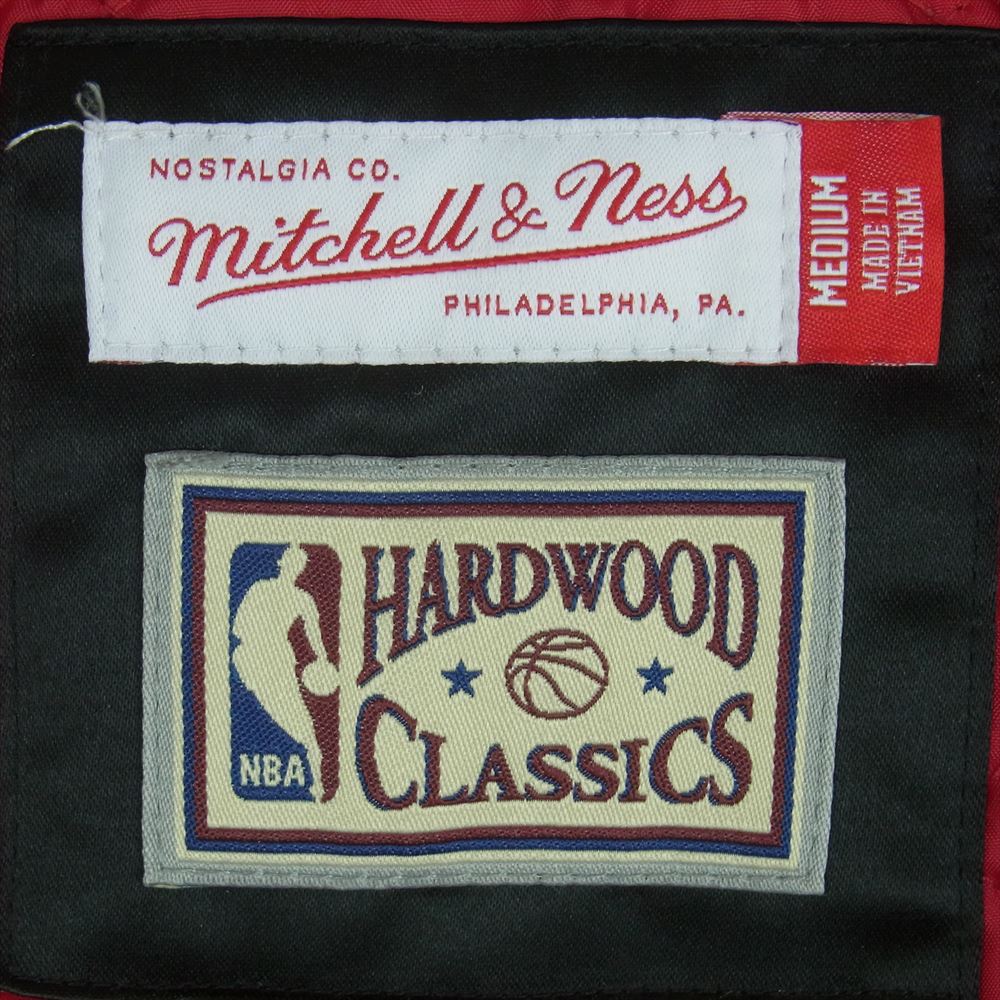 NOSTALGIA CO.
Mitchell & Ness
PHILADELPHIA, PA.
MEDIUM
MADE IN
VIETNAM
HARDWOOD
CLASSICS
NBA